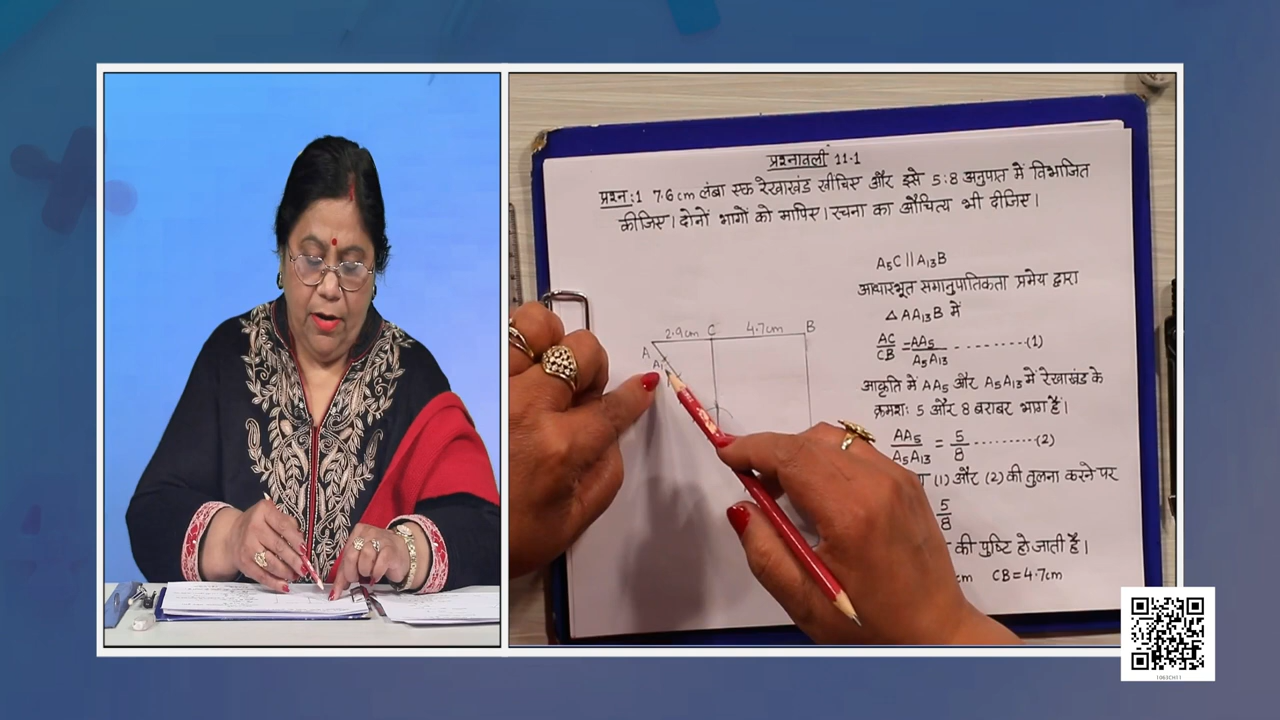 प्रश्नावली 11.1
प्रश्न:1 7.6 cm लंबा एक रेखाखंड खींचिए और इसे 5:8 अनुपात में विभाजित
कीजिए। दोनों भागों को मापिए। रचना का औचित्य भी दीजिए।
A₅C||A₁₃B
आधारभूत समानुपातिकता प्रमेय द्वारा
△ AA₁₃B में
AC/CB = AA₅/A₅A₁₃ ----------(1)
आकृति में AA₅ और A₅A₁₃ में रेखाखंड के
क्रमशः 5 और 8 बराबर भाग हैं।
AA₅/A₅A₁₃ = 5/8 ---------(2)
(1) और (2) की तुलना करने पर
5/8
की पुष्टि हो जाती है।
cm CB=4.7cm
2.9cm C 4.7cm B
A
1063CH11